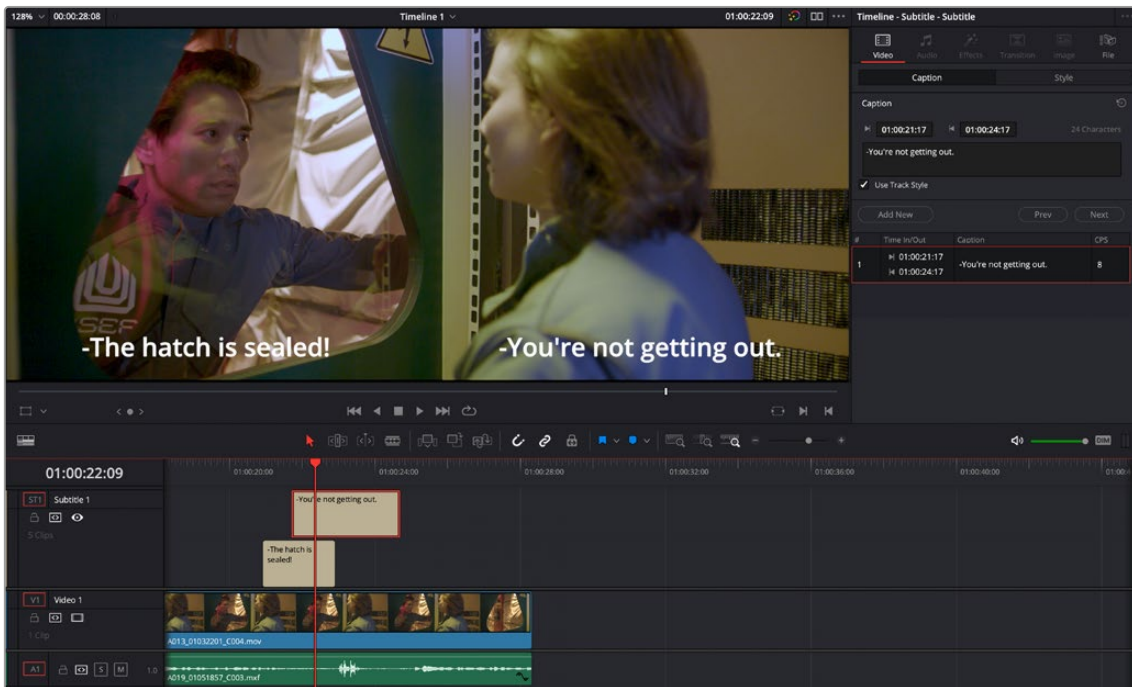 128% 00:00:28:08 Timeline 1 01:00:22:09 ••• Timeline - Subtitle - Subtitle
Video Audio Effects Transition Image File
Caption Style
Caption
01:00:21:17 01:00:24:17 24 Characters
-You're not getting out.
Use Track Style
Add New Prev Next
# Time In/Out Caption CPS
1 01:00:21:17 -You're not getting out. 8
01:00:24:17
SEF
-The hatch is sealed! -You're not getting out.
DIM
01:00:22:09 01:00:20:00 01:00:24:00 01:00:28:00 01:00:32:00 01:00:36:00 01:00:40:00
ST1 Subtitle 1 -You're not getting out.
5 Clips
-The hatch is
sealed!
V1 Video 1
1 Clip
A013_01032201_C004.mov
A1 S M 1.0
A019_01051857_C003.mxf